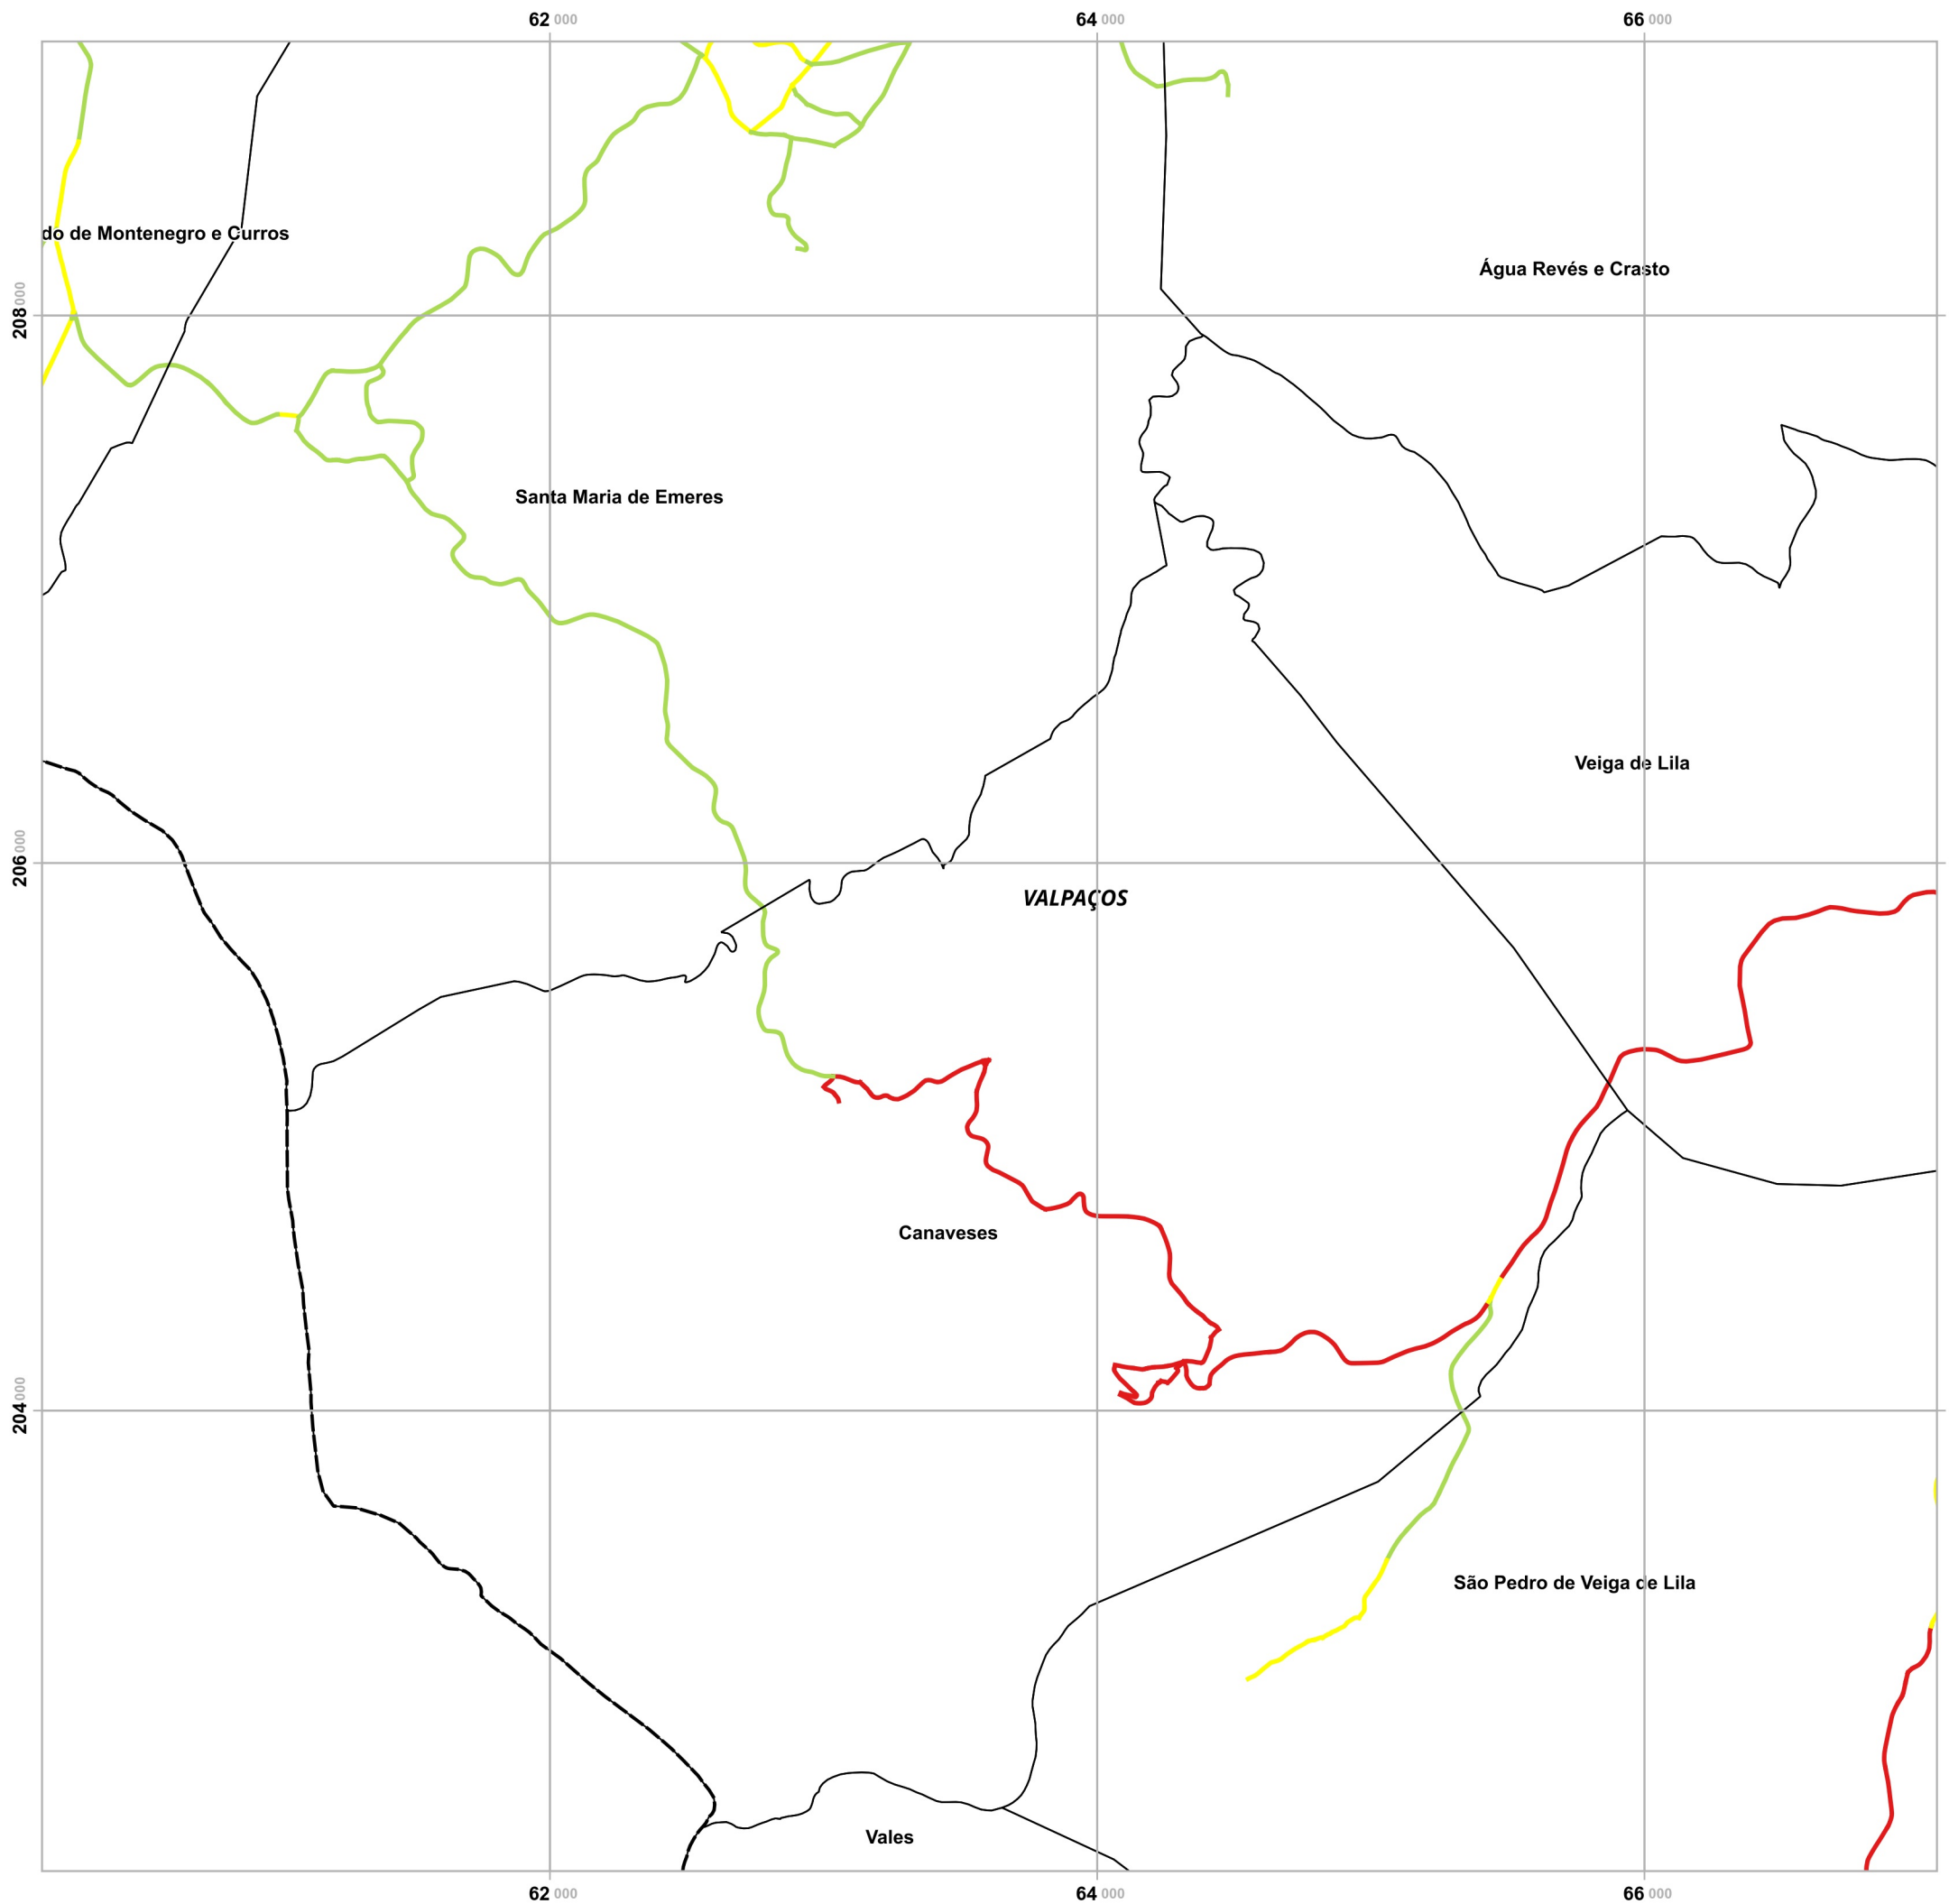 62 000 64 000 66 000
do de Montenegro e Curros
Água Revés e Crasto
208 000
Santa Maria de Emeres
Veiga de Lila
206 000
VALPAÇOS
Canaveses
204 000
São Pedro de Veiga de Lila
Vales
62 000 64 000 66 000